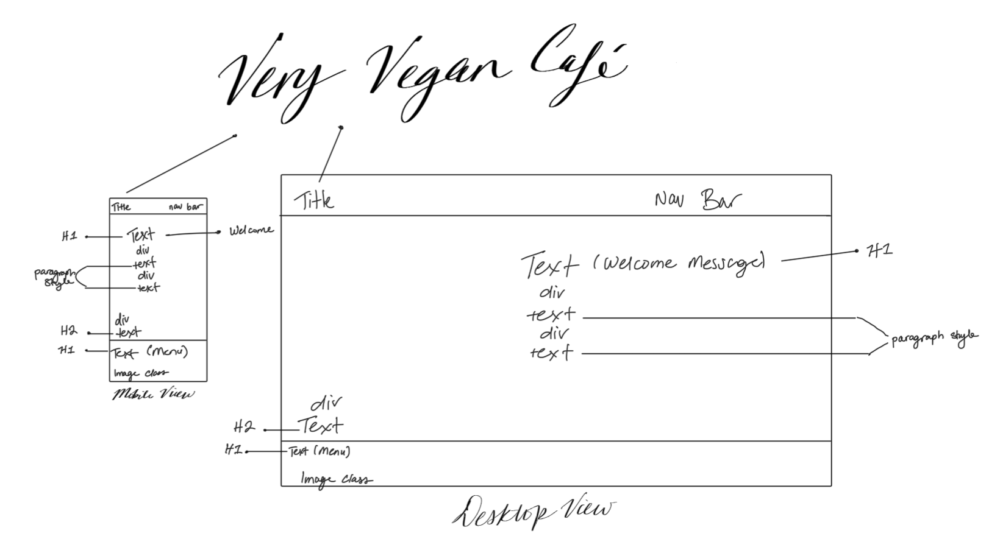 Very Vegan Café
Title nav bar
H1 Text Welcome
div
text
div
text
paragraph style
div
H2 text
H1 Text (Menu)
Image class
Mobile View
Title Nav Bar
Text (Welcome Message) H1
div
text
div
text
paragraph style
div
H2 Text
H1 Text (Menu)
Image class
Desktop View